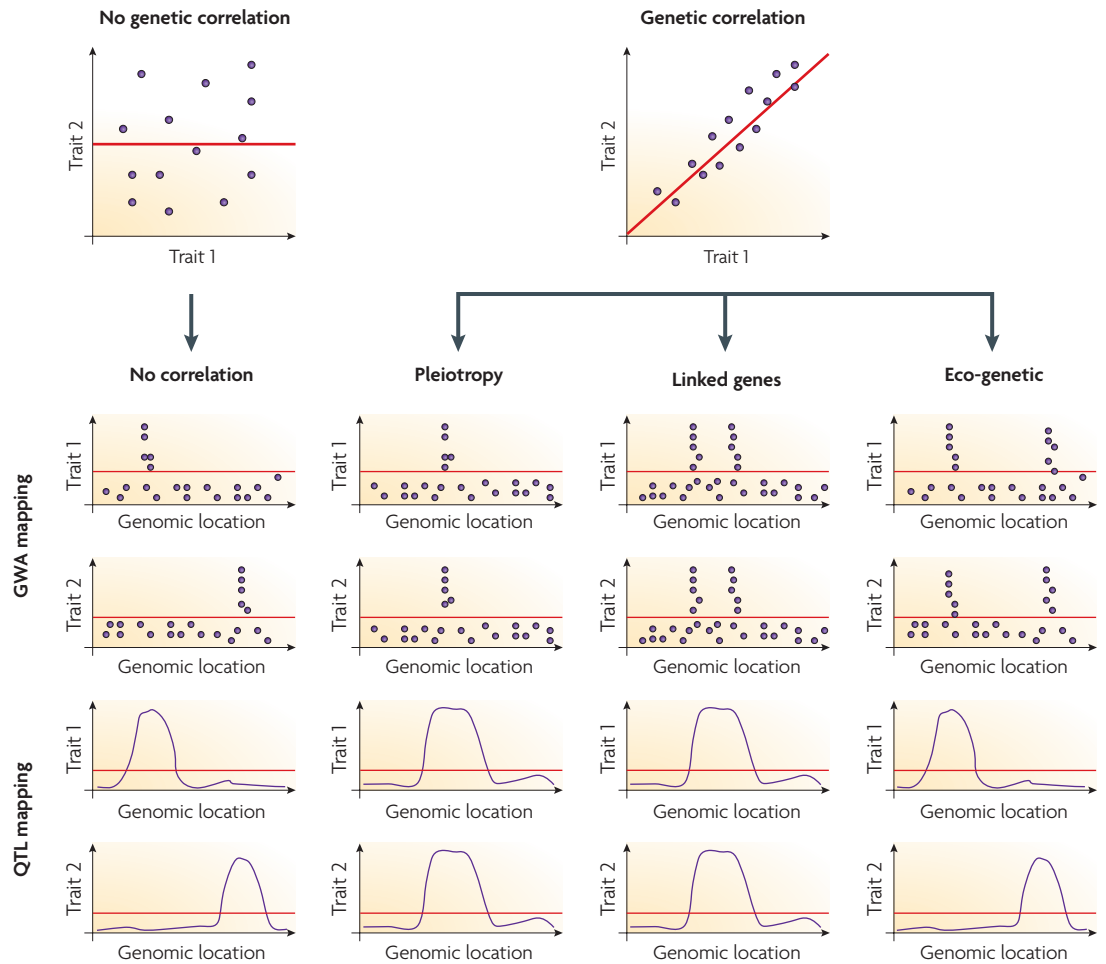 No genetic correlation
Genetic correlation
Trait 2
Trait 1
Trait 2
Trait 1
No correlation
Pleiotropy
Linked genes
Eco-genetic
GWA mapping
Trait 1
Genomic location
Trait 1
Genomic location
Trait 1
Genomic location
Trait 1
Genomic location
Trait 2
Genomic location
Trait 2
Genomic location
Trait 2
Genomic location
Trait 2
Genomic location
QTL mapping
Trait 1
Genomic location
Trait 1
Genomic location
Trait 1
Genomic location
Trait 1
Genomic location
Trait 2
Genomic location
Trait 2
Genomic location
Trait 2
Genomic location
Trait 2
Genomic location